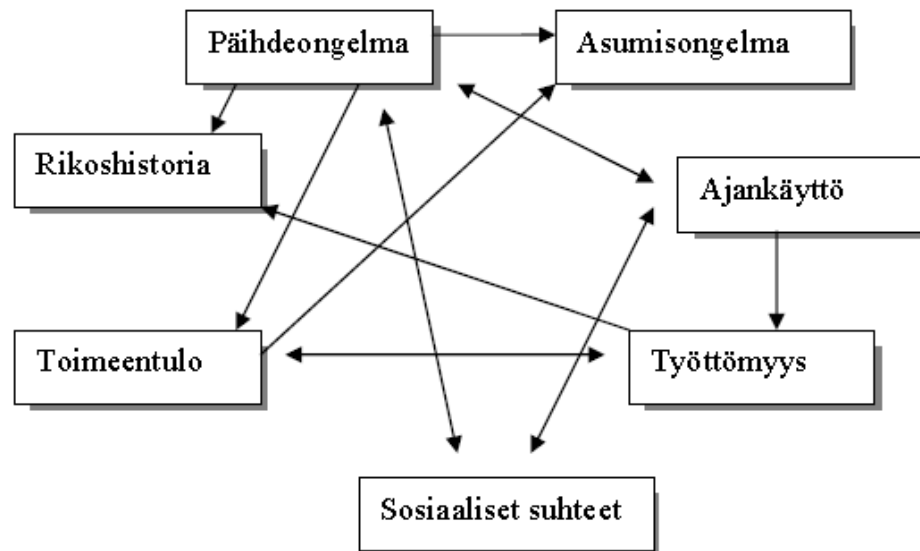 Päihdeongelma
Asumisongelma
Rikoshistoria
Ajankäyttö
Toimeentulo
Työttömyys
Sosiaaliset suhteet